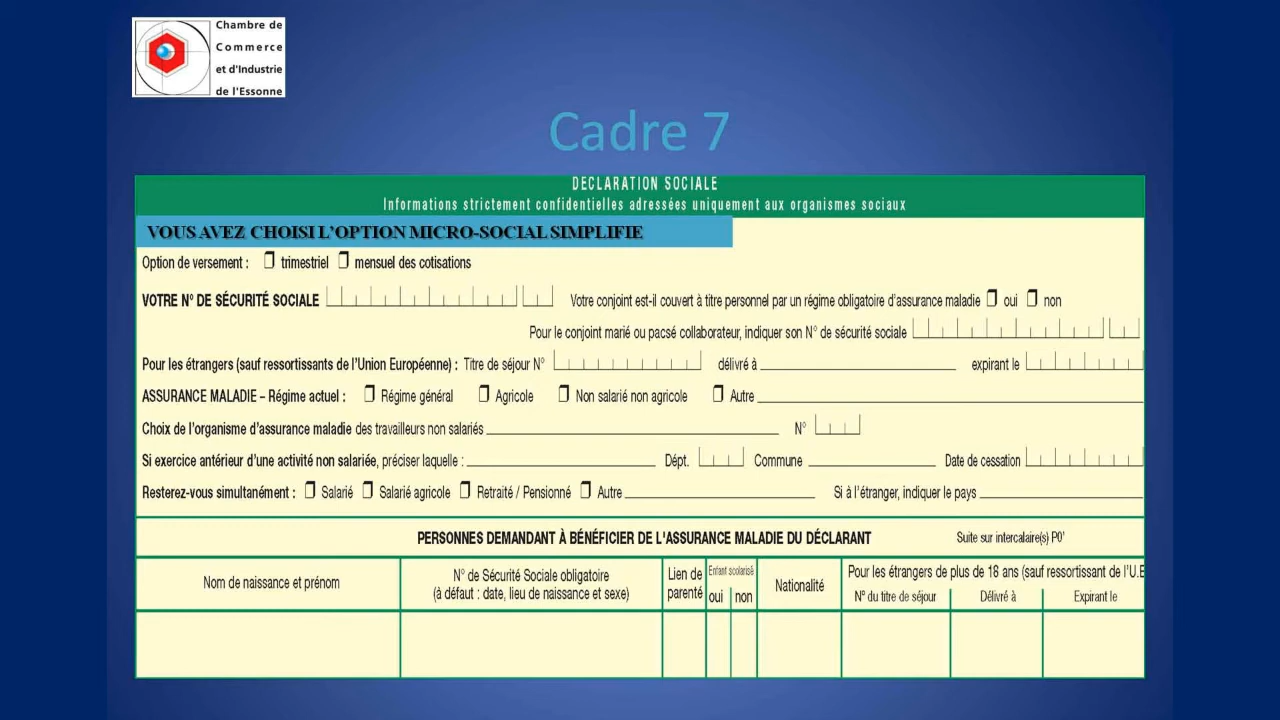 Chambre de
Commerce
et d'Industrie
de l'Essonne
Cadre 7
DECLARATION SOCIALE
Informations strictement confidentielles adressées uniquement aux organismes sociaux
VOUS AVEZ CHOISI L'OPTION MICRO-SOCIAL SIMPLIFIE
Option de versement : trimestriel mensuel des cotisations
VOTRE N° DE SÉCURITÉ SOCIALE Votre conjoint est-il couvert à titre personnel par un régime obligatoire d'assurance maladie oui non
Pour le conjoint marié ou pacsé collaborateur, indiquer son N° de sécurité sociale
Pour les étrangers (sauf ressortissants de l'Union Européenne) : Titre de séjour N° délivré à expirant le
ASSURANCE MALADIE – Régime actuel : Régime général Agricole Non salarié non agricole Autre
Choix de l'organisme d'assurance maladie des travailleurs non salariés N°
Si exercice antérieur d'une activité non salariée, préciser laquelle : Dépt. Commune Date de cessation
Resterez-vous simultanément : Salarié Salarié agricole Retraité / Pensionné Autre Si à l'étranger, indiquer le pays
PERSONNES DEMANDANT À BÉNÉFICIER DE L'ASSURANCE MALADIE DU DÉCLARANT Suite sur intercalaire(s) P0'
Nom de naissance et prénom
N° de Sécurité Sociale obligatoire
(à défaut : date, lieu de naissance et sexe)
Lien de
parenté
Enfant scolarisé
oui non
Nationalité
Pour les étrangers de plus de 18 ans (sauf ressortissant de l'U.E
N° du titre de séjour Délivré à Expirant le